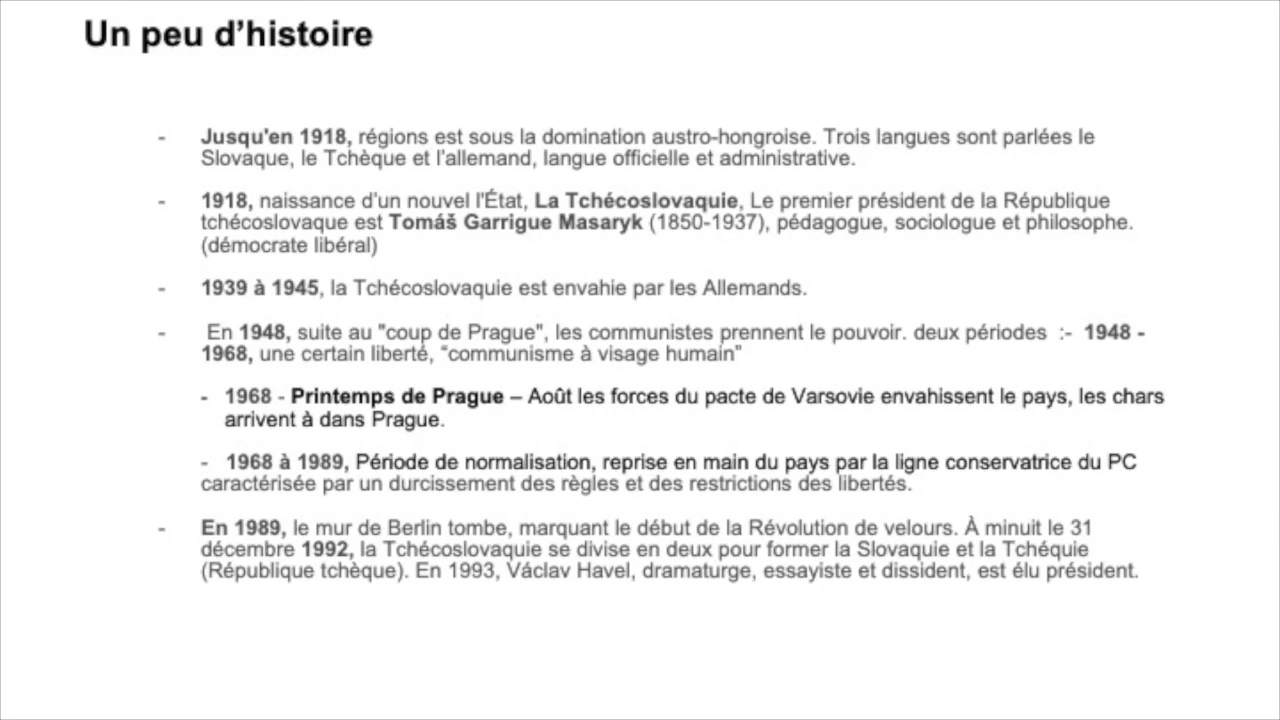 Un peu d’histoire
- Jusqu'en 1918, régions est sous la domination austro-hongroise. Trois langues sont parlées le
Slovaque, le Tchèque et l'allemand, langue officielle et administrative.
- 1918, naissance d'un nouvel l'État, La Tchécoslovaquie, Le premier président de la République
tchécoslovaque est Tomáš Garrigue Masaryk (1850-1937), pédagogue, sociologue et philosophe.
(démocrate libéral)
- 1939 à 1945, la Tchécoslovaquie est envahie par les Allemands.
- En 1948, suite au "coup de Prague", les communistes prennent le pouvoir. deux périodes :- 1948 -
1968, une certain liberté, “communisme à visage humain”
- 1968 - Printemps de Prague – Août les forces du pacte de Varsovie envahissent le pays, les chars
arrivent à dans Prague.
- 1968 à 1989, Période de normalisation, reprise en main du pays par la ligne conservatrice du PC
caractérisée par un durcissement des règles et des restrictions des libertés.
- En 1989, le mur de Berlin tombe, marquant le début de la Révolution de velours. À minuit le 31
décembre 1992, la Tchécoslovaquie se divise en deux pour former la Slovaquie et la Tchéquie
(République tchèque). En 1993, Václav Havel, dramaturge, essayiste et dissident, est élu président.